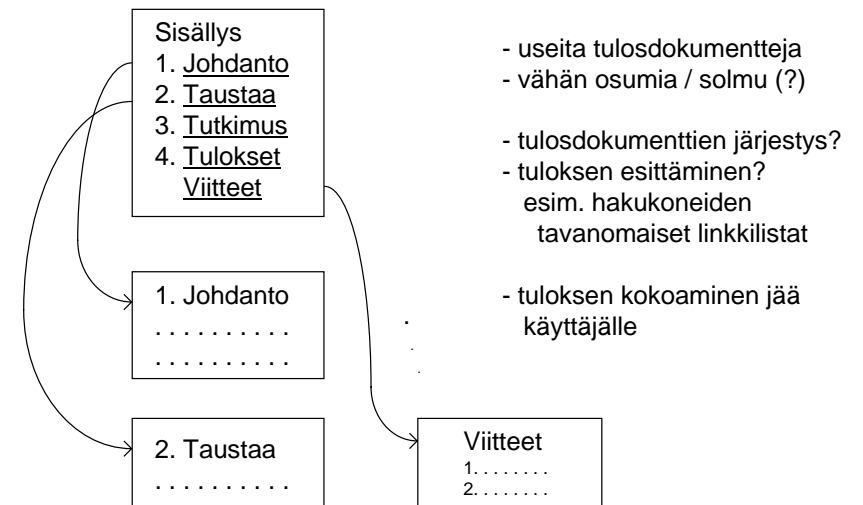 Sisällys
1. Johdanto
2. Taustaa
3. Tutkimus
4. Tulokset
Viitteet
- useita tulosdokumentteja
- vähän osumia / solmu (?)
- tulosdokumenttien järjestys?
- tuloksen esittäminen?
esim. hakukoneiden
tavanomaiset linkkilistat
- tuloksen kokoaminen jää
käyttäjälle
1. Johdanto
. . . . . . . . . .
. . . . . . . . . .
2. Taustaa
. . . . . . . . . .
Viitteet
1. . . . . . . .
2. . . . . . . .